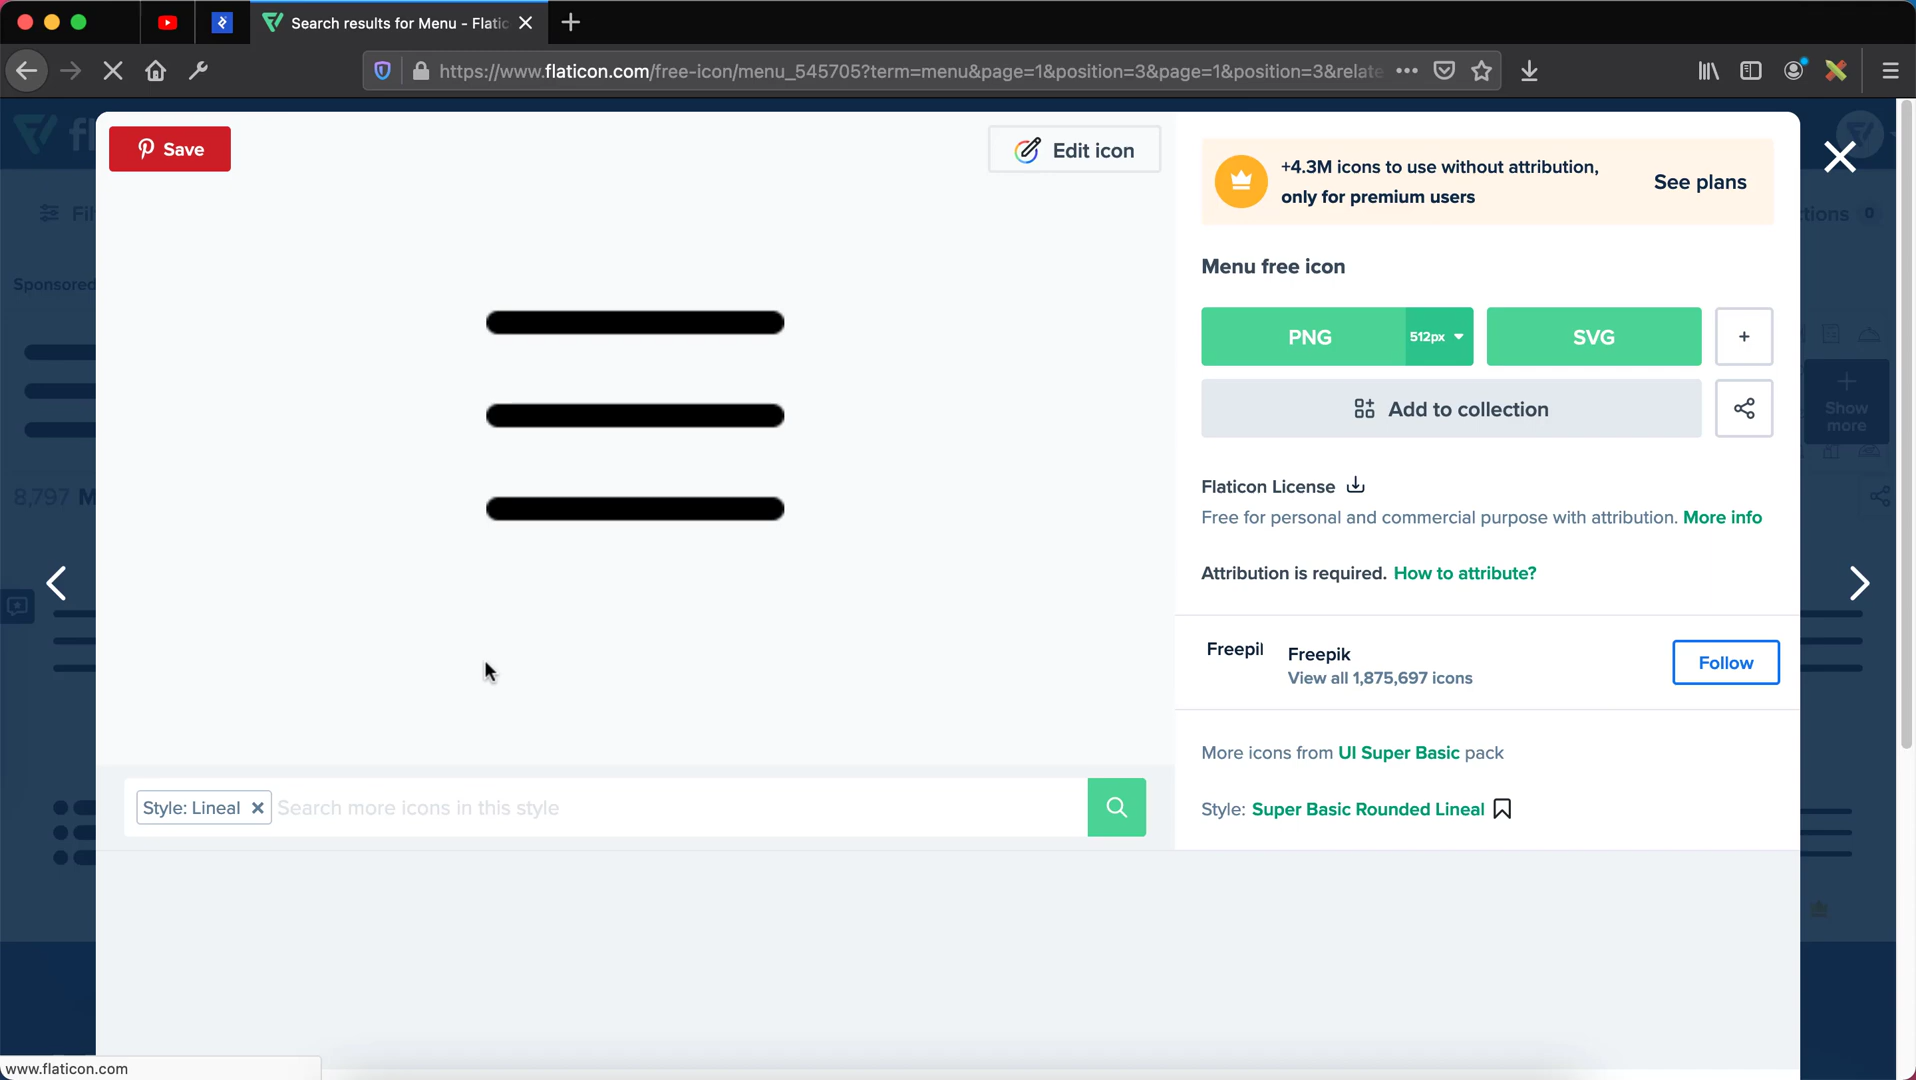 Search results for Menu - Flatic
https://www.flaticon.com/free-icon/menu_545705?term=menu&page=1&position=3&page=1&position=3&relate
Save
Edit icon
+4.3M icons to use without attribution,
only for premium users
See plans
Filt
ctions 0
Sponsored
Menu free icon
PNG
512px
SVG
+
Add to collection
Show
more
8,797 M
Flaticon License
Free for personal and commercial purpose with attribution. More info
Attribution is required. How to attribute?
Freepil
Freepik
View all 1,875,697 icons
Follow
More icons from UI Super Basic pack
Style: Lineal
Search more icons in this style
Style: Super Basic Rounded Lineal
www.flaticon.com